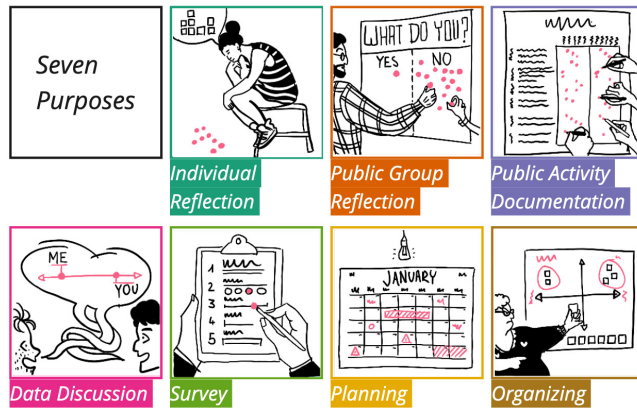 Seven
Purposes
Individual
Reflection
WHAT DO YOU?
YES
NO
Public Group
Reflection
Public Activity
Documentation
ME
YOU
Data Discussion
1
2
3
4
5
Survey
JANUARY
Planning
Organizing